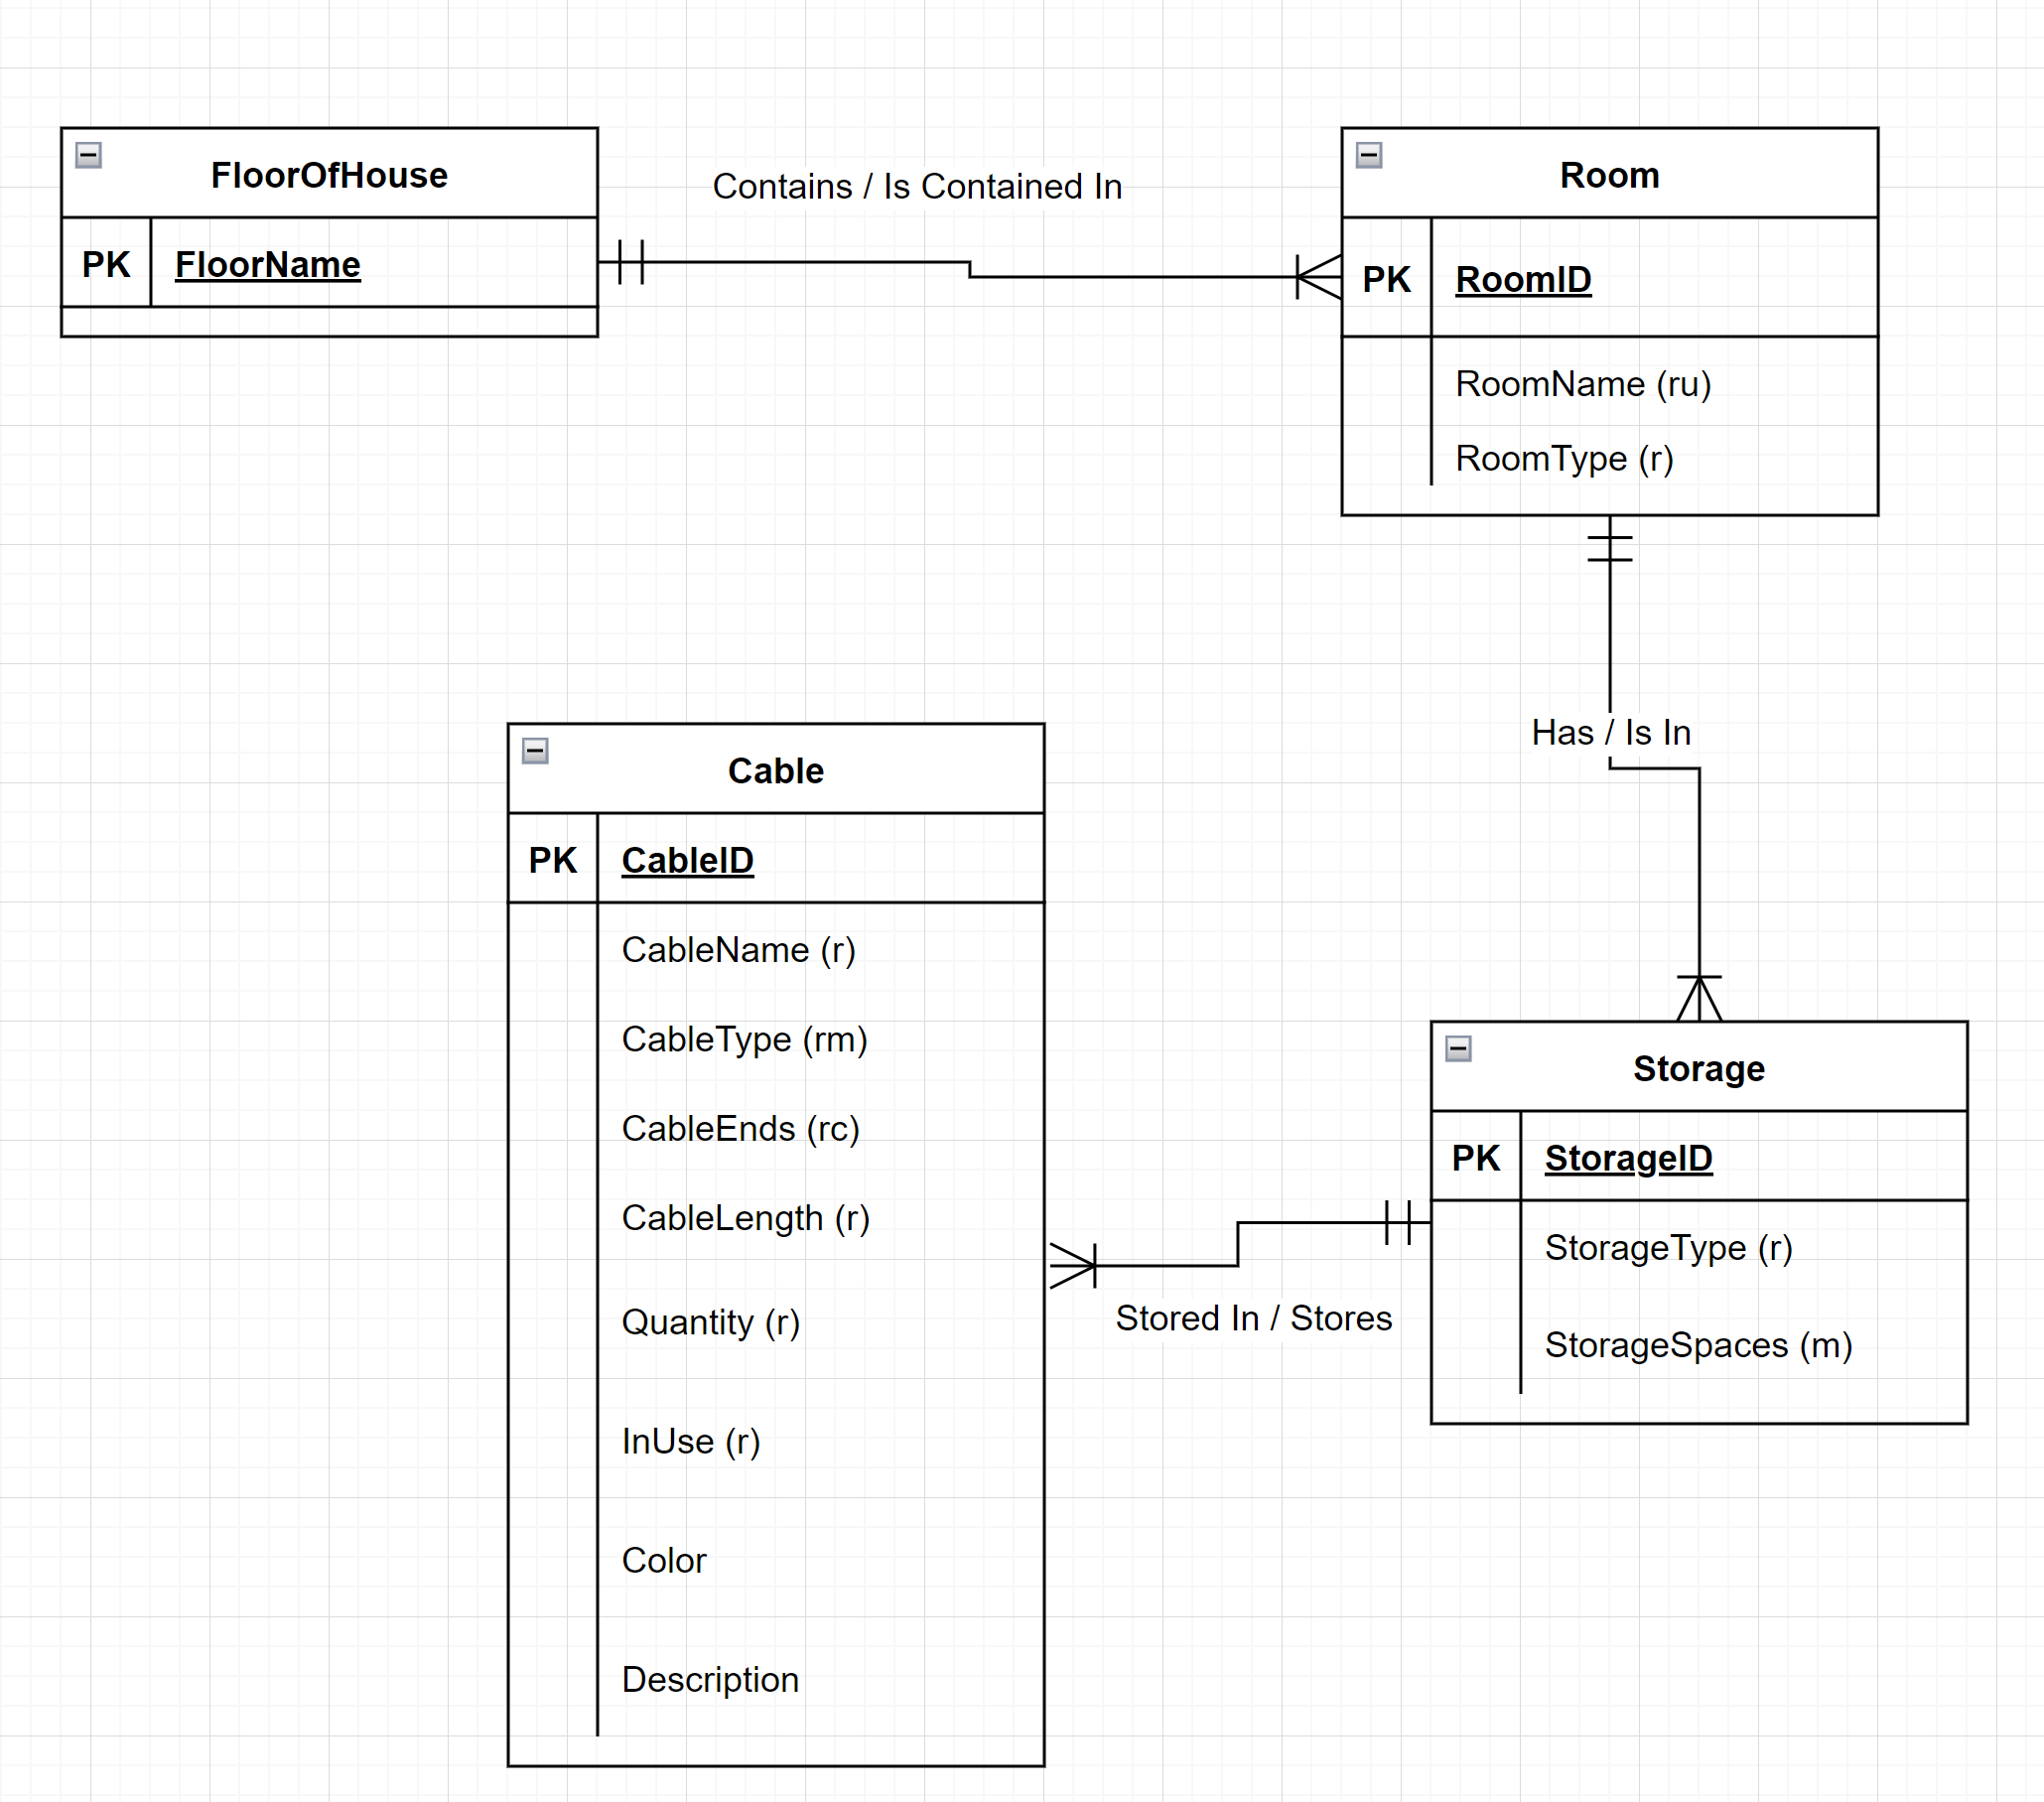 FloorOfHouse
PK FloorName
Contains / Is Contained In
Room
PK RoomID
RoomName (ru)
RoomType (r)
Has / Is In
Cable
PK CableID
CableName (r)
CableType (rm)
CableEnds (rc)
CableLength (r)
Quantity (r)
InUse (r)
Color
Description
Stored In / Stores
Storage
PK StorageID
StorageType (r)
StorageSpaces (m)